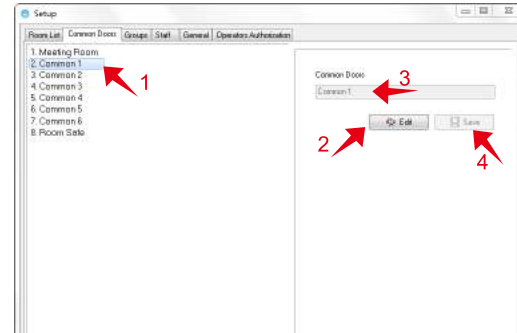 Setup
Room List Common Doors Groups Staff General Operators Authorization
1. Meeting Room
2. Common 1
3. Common 2
4. Common 3
5. Common 4
6. Common 5
7. Common 6
8. Room Safe
1
Common Doors
3
Common 1
Edit Save
2
4